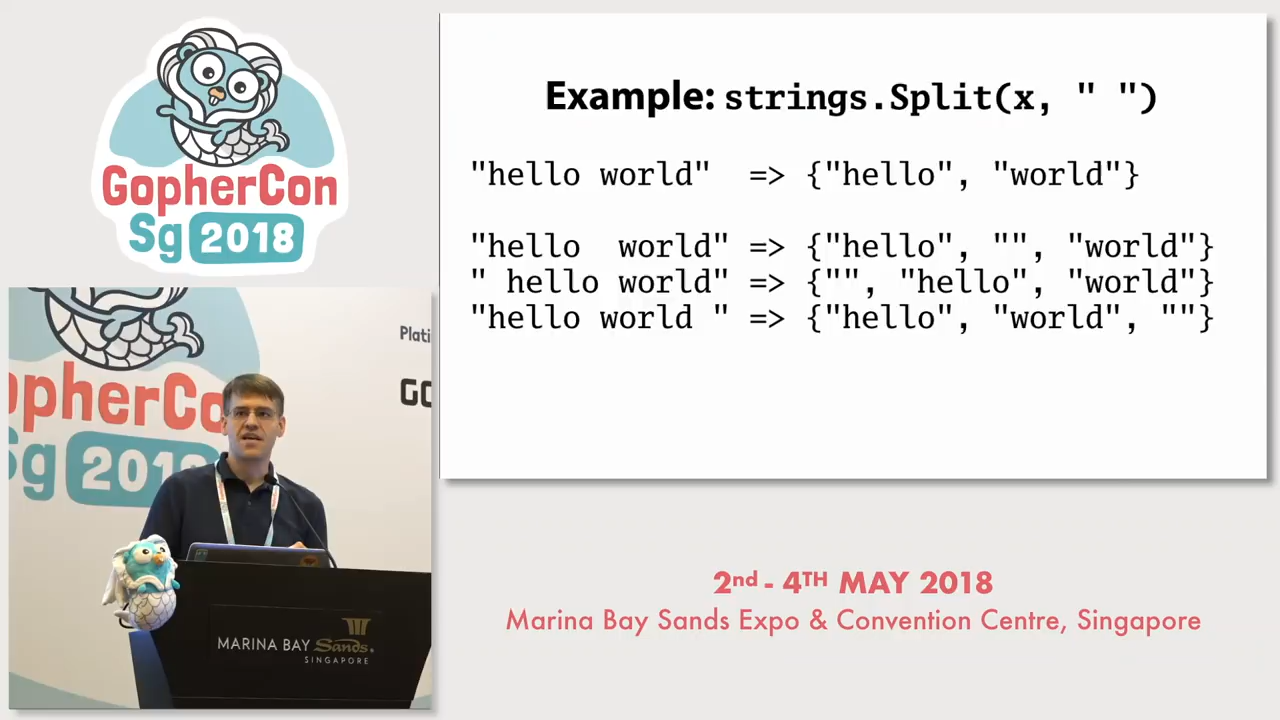 GopherCon
Sg 2018
Example: strings.Split(x, " ")
"hello world"  => {"hello", "world"}
"hello  world" => {"hello", "", "world"}
" hello world" => {"", "hello", "world"}
"hello world " => {"hello", "world", ""}
Plati
GO
opherCo
Sg 2018
MARINA BAY Sands
SINGAPORE
2nd - 4TH MAY 2018
Marina Bay Sands Expo & Convention Centre, Singapore